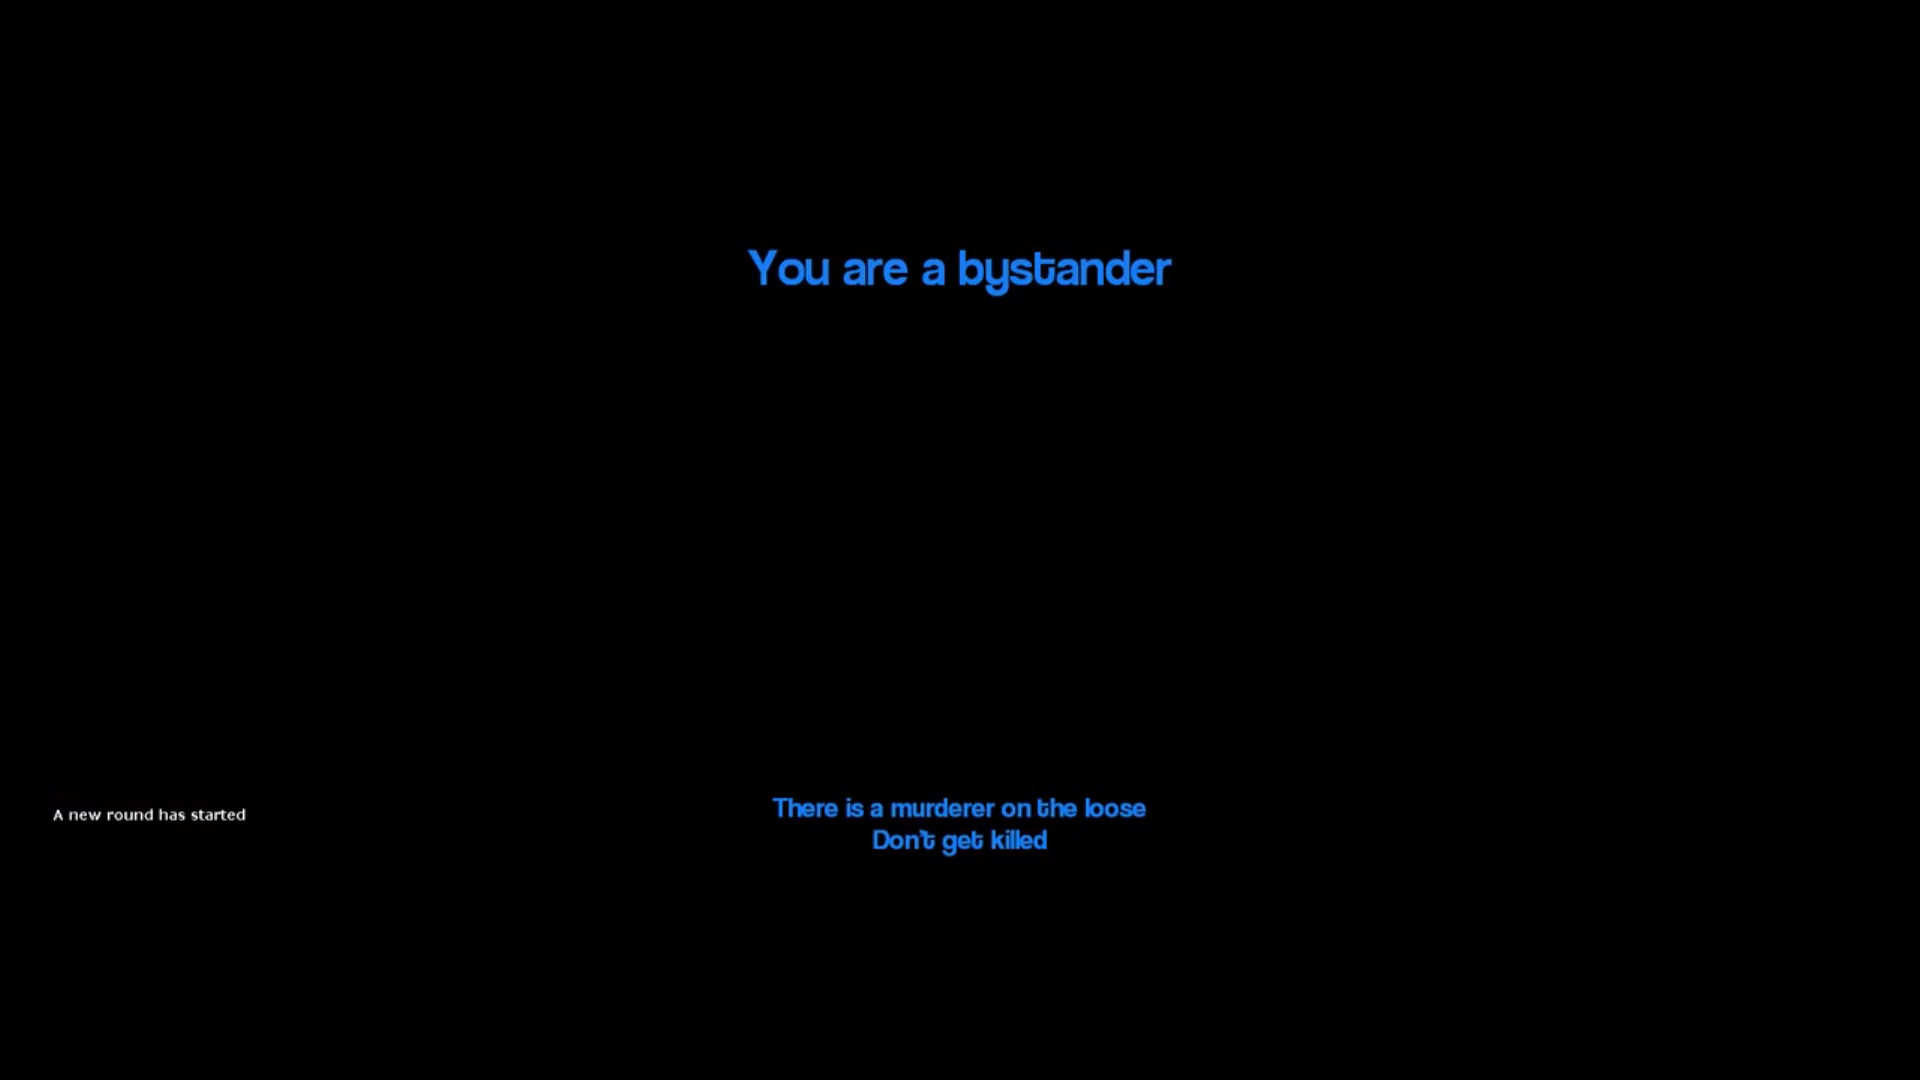 You are a bystander
There is a murderer on the loose
Don't get killed
A new round has started